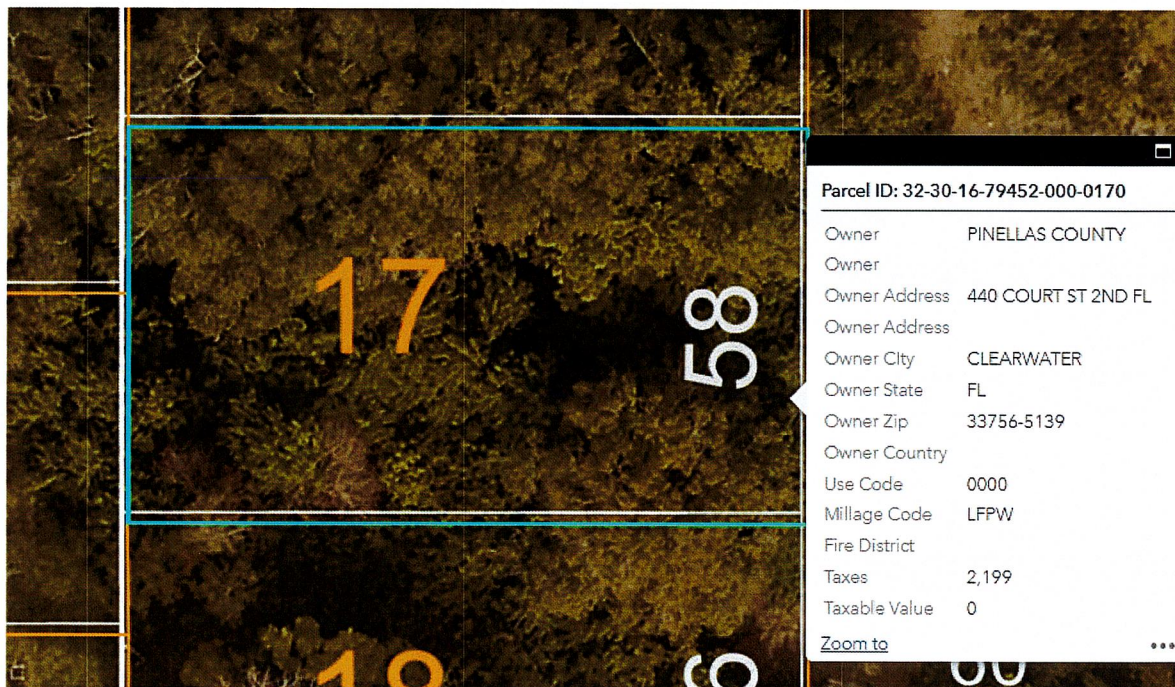 17
58
Parcel ID: 32-30-16-79452-000-0170
Owner PINELLAS COUNTY
Owner
Owner Address 440 COURT ST 2ND FL
Owner Address
Owner City CLEARWATER
Owner State FL
Owner Zip 33756-5139
Owner Country
Use Code 0000
Millage Code LFPW
Fire District
Taxes 2,199
Taxable Value 0
Zoom to
18
60